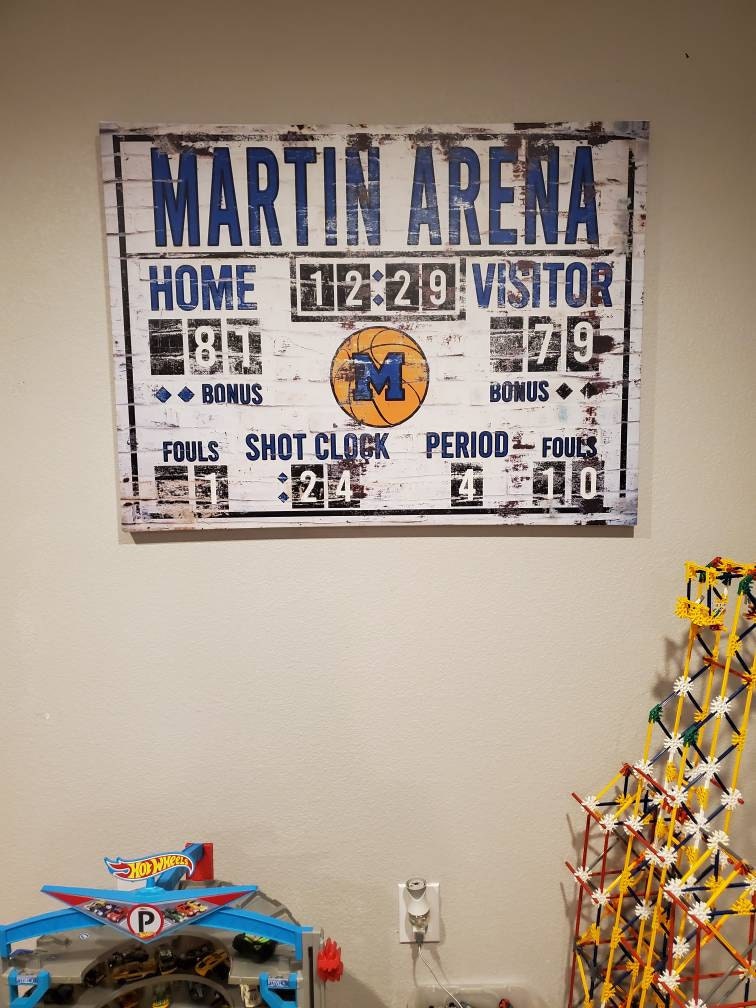 MARTIN ARENA
HOME 12:29 VISITOR
81 79
BONUS M BONUS
FOULS SHOT CLOCK PERIOD FOULS
1 :24 4 10
HOT WHEELS
P